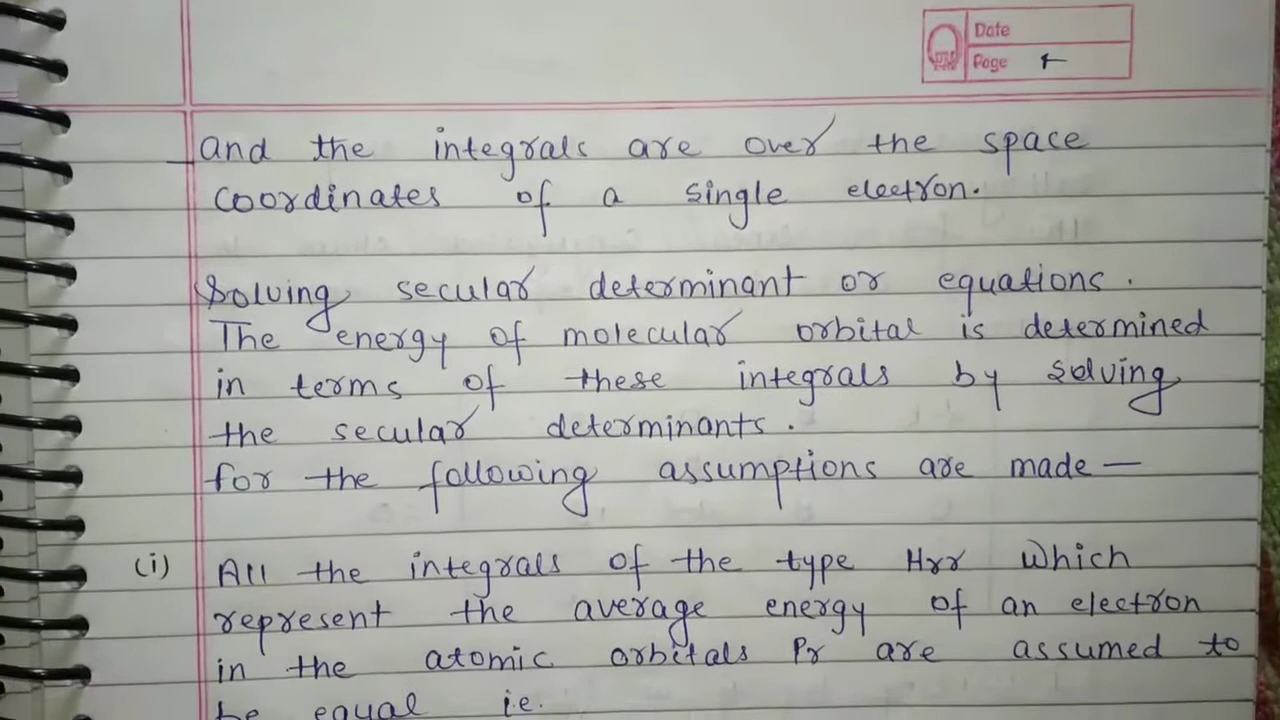 Date
Page
and the integrals are over the space
coordinates of a single electron.
Solving secular determinant or equations.
The energy of molecular orbital is determined
in terms of these integrals by solving
the secular determinants.
for the following assumptions are made —
(i) All the integrals of the type Hrr which
represent the average energy of an electron
in the atomic orbitals Pr are assumed to
be equal i.e.